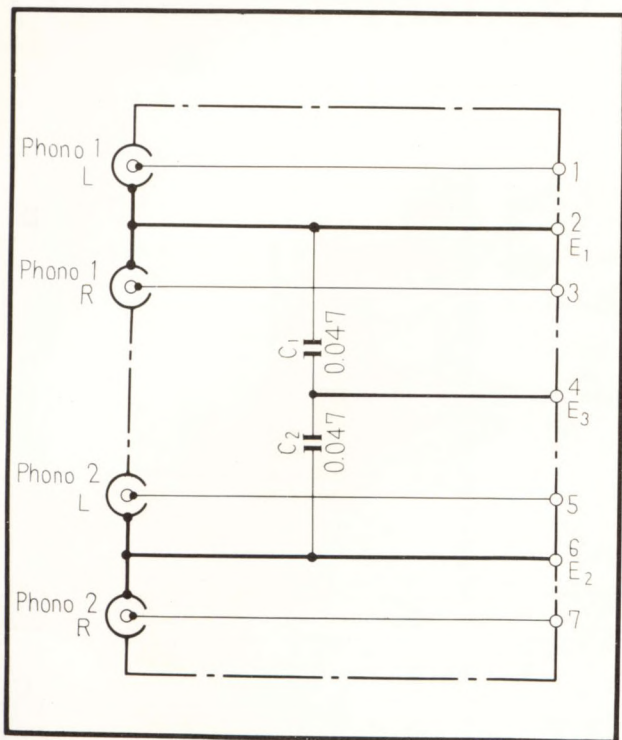 Phono 1
L
1
2
E₁
Phono 1
R
3
C₁
0.047
4
E₃
C₂
0.047
Phono 2
L
5
6
E₂
Phono 2
R
7